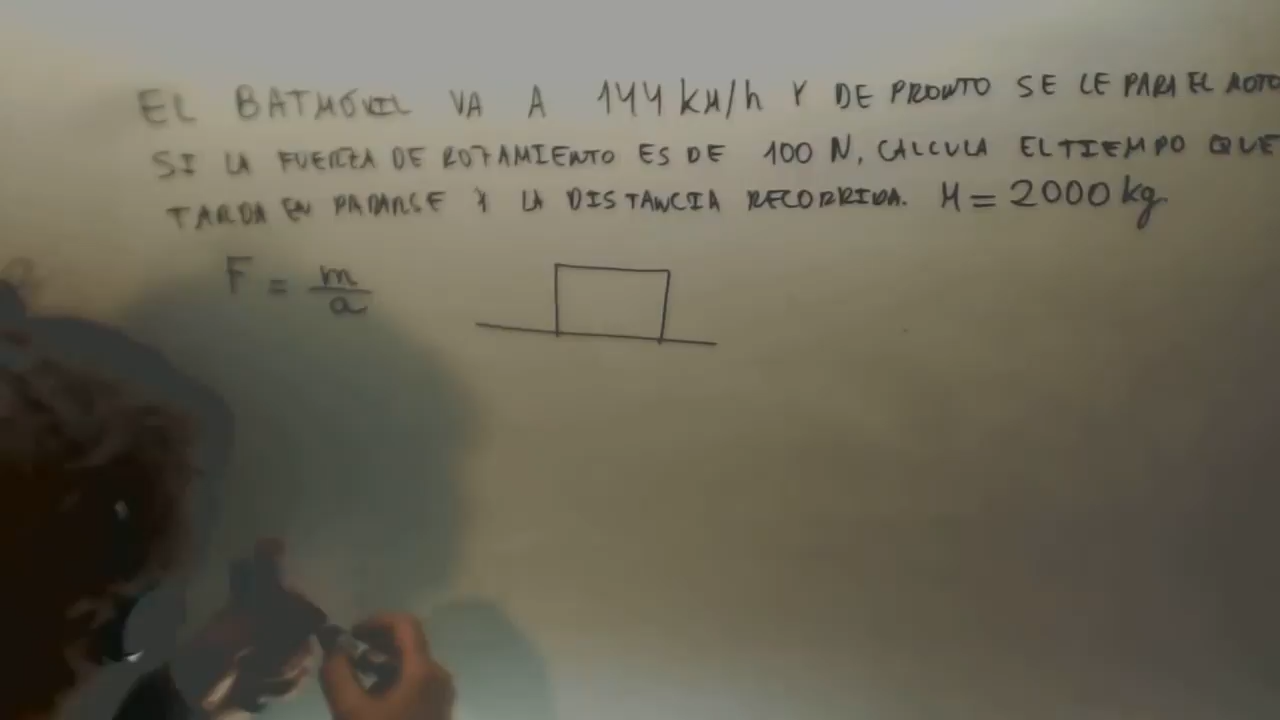 EL BATMÓVIL VA A 144 km/h Y DE PRONTO SE LE PARA EL MOTO
SI LA FUERZA DE ROZAMIENTO ES DE 100 N, CALCULA EL TIEMPO QUE
TARDA EN PARARSE Y LA DISTANCIA RECORRIDA. M = 2000 kg.
F = m/a